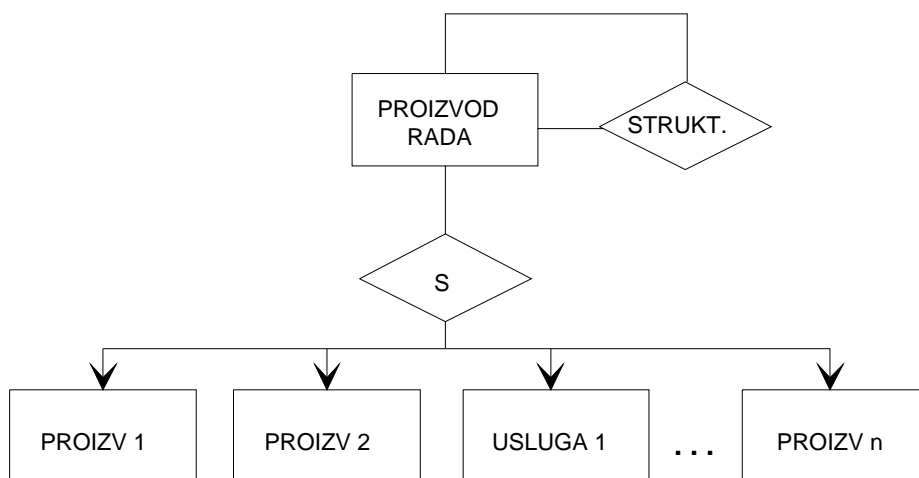 PROIZVOD
RADA
STRUKT.
S
PROIZV 1
PROIZV 2
USLUGA 1
...
PROIZV n